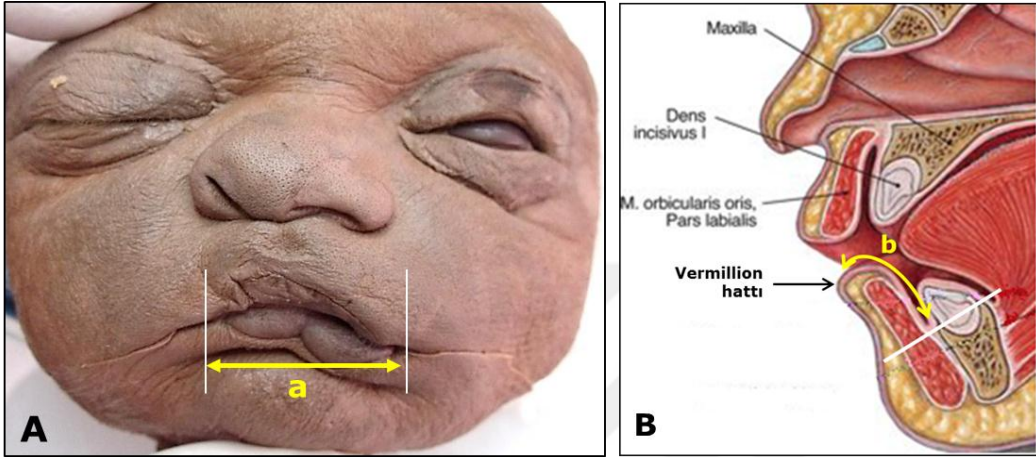 a
A
Maxilla
Dens
incisivus I
M. orbicularis oris,
Pars labialis
b
Vermillion
hattı
B